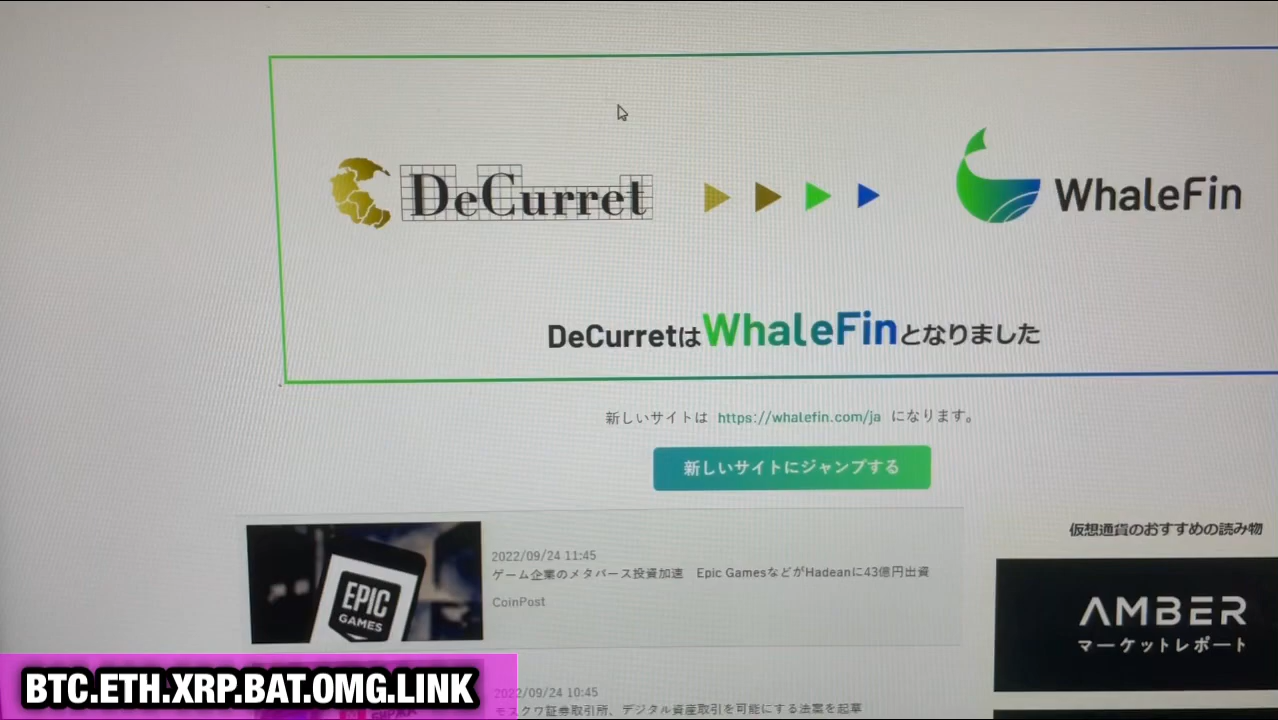 DeCurret
WhaleFin
DeCurretはWhaleFinとなりました
新しいサイトは https://whalefin.com/ja になります。
新しいサイトにジャンプする
仮想通貨のおすすめの読み物
2022/09/24 11:45
ゲーム企業のメタバース投資加速　Epic GamesなどがHadeanに43億円出資
CoinPost
EPIC
GAMES
AMBER
マーケットレポート
2022/09/24 10:45
モスクワ証券取引所、デジタル資産取引を可能にする法案を起草
BTC.ETH.XRP.BAT.OMG.LINK